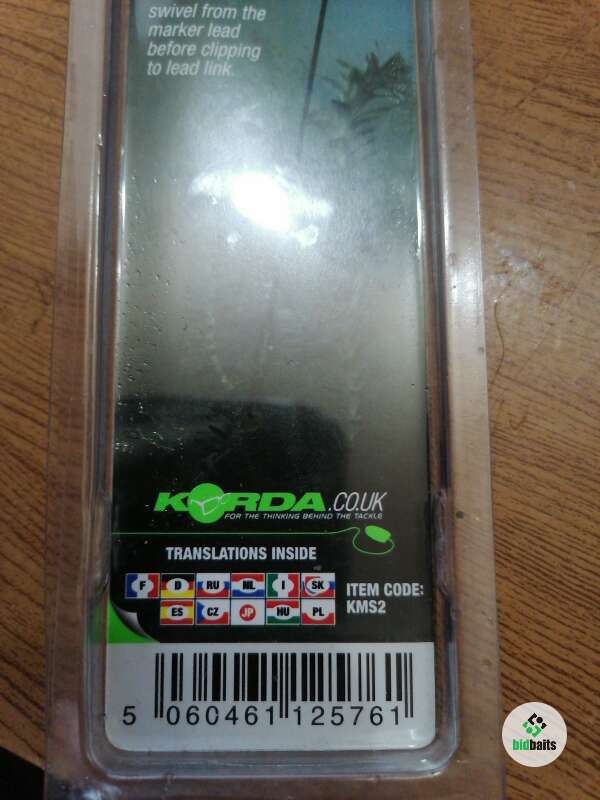 swivel from the
marker lead
before clipping
to lead link.
KORDA.CO.UK
FOR THE THINKING BEHIND THE TACKLE
TRANSLATIONS INSIDE
F D RU NL I SK
ES CZ JP HU PL
ITEM CODE:
KMS2
5 060461 125761
bidbaits